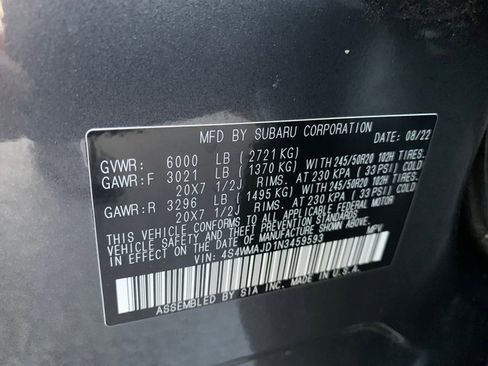 MFD BY SUBARU CORPORATION DATE: 08/22
GVWR: 6000 LB (2721 KG)
GAWR:F 3021 LB (1370 KG) WITH 245/50R20 102H TIRES.
20X7 1/2J RIMS. AT 230 KPA (33 PSI) COLD
GAWR:R 3296 LB (1495 KG) WITH 245/50R20 102H TIRES.
20X7 1/2J RIMS. AT 230 KPA (33 PSI) COLD
THIS VEHICLE CONFORMS TO ALL APPLICABLE FEDERAL MOTOR
VEHICLE SAFETY AND THEFT PREVENTION STANDARDS
IN EFFECT ON THE DATE OF MANUFACTURE SHOWN ABOVE.
VIN: 4S4WMAJD1N3459593 MPV
ASSEMBLED BY SIA INC. MADE IN U.S.A.